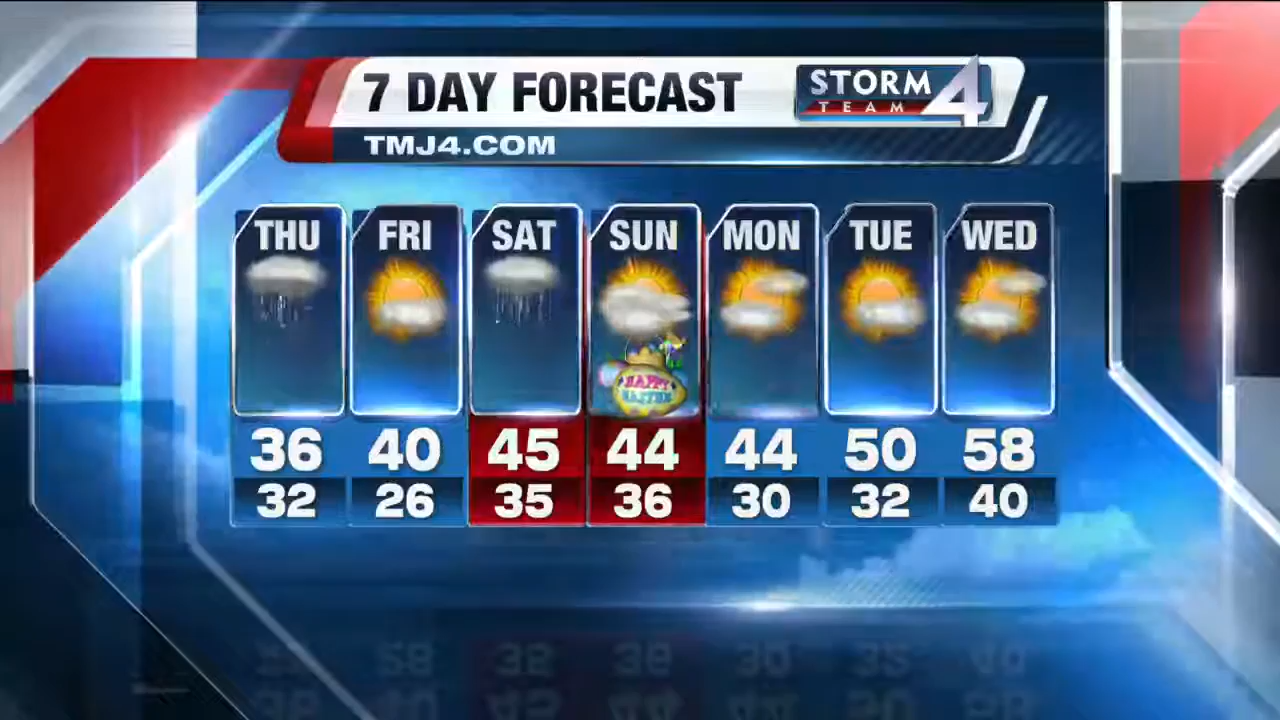 7 DAY FORECAST
STORM 4
TEAM
TMJ4.COM
THU FRI SAT SUN MON TUE WED
HAPPY
EASTER
36 40 45 44 44 50 58
32 26 35 36 30 32 40